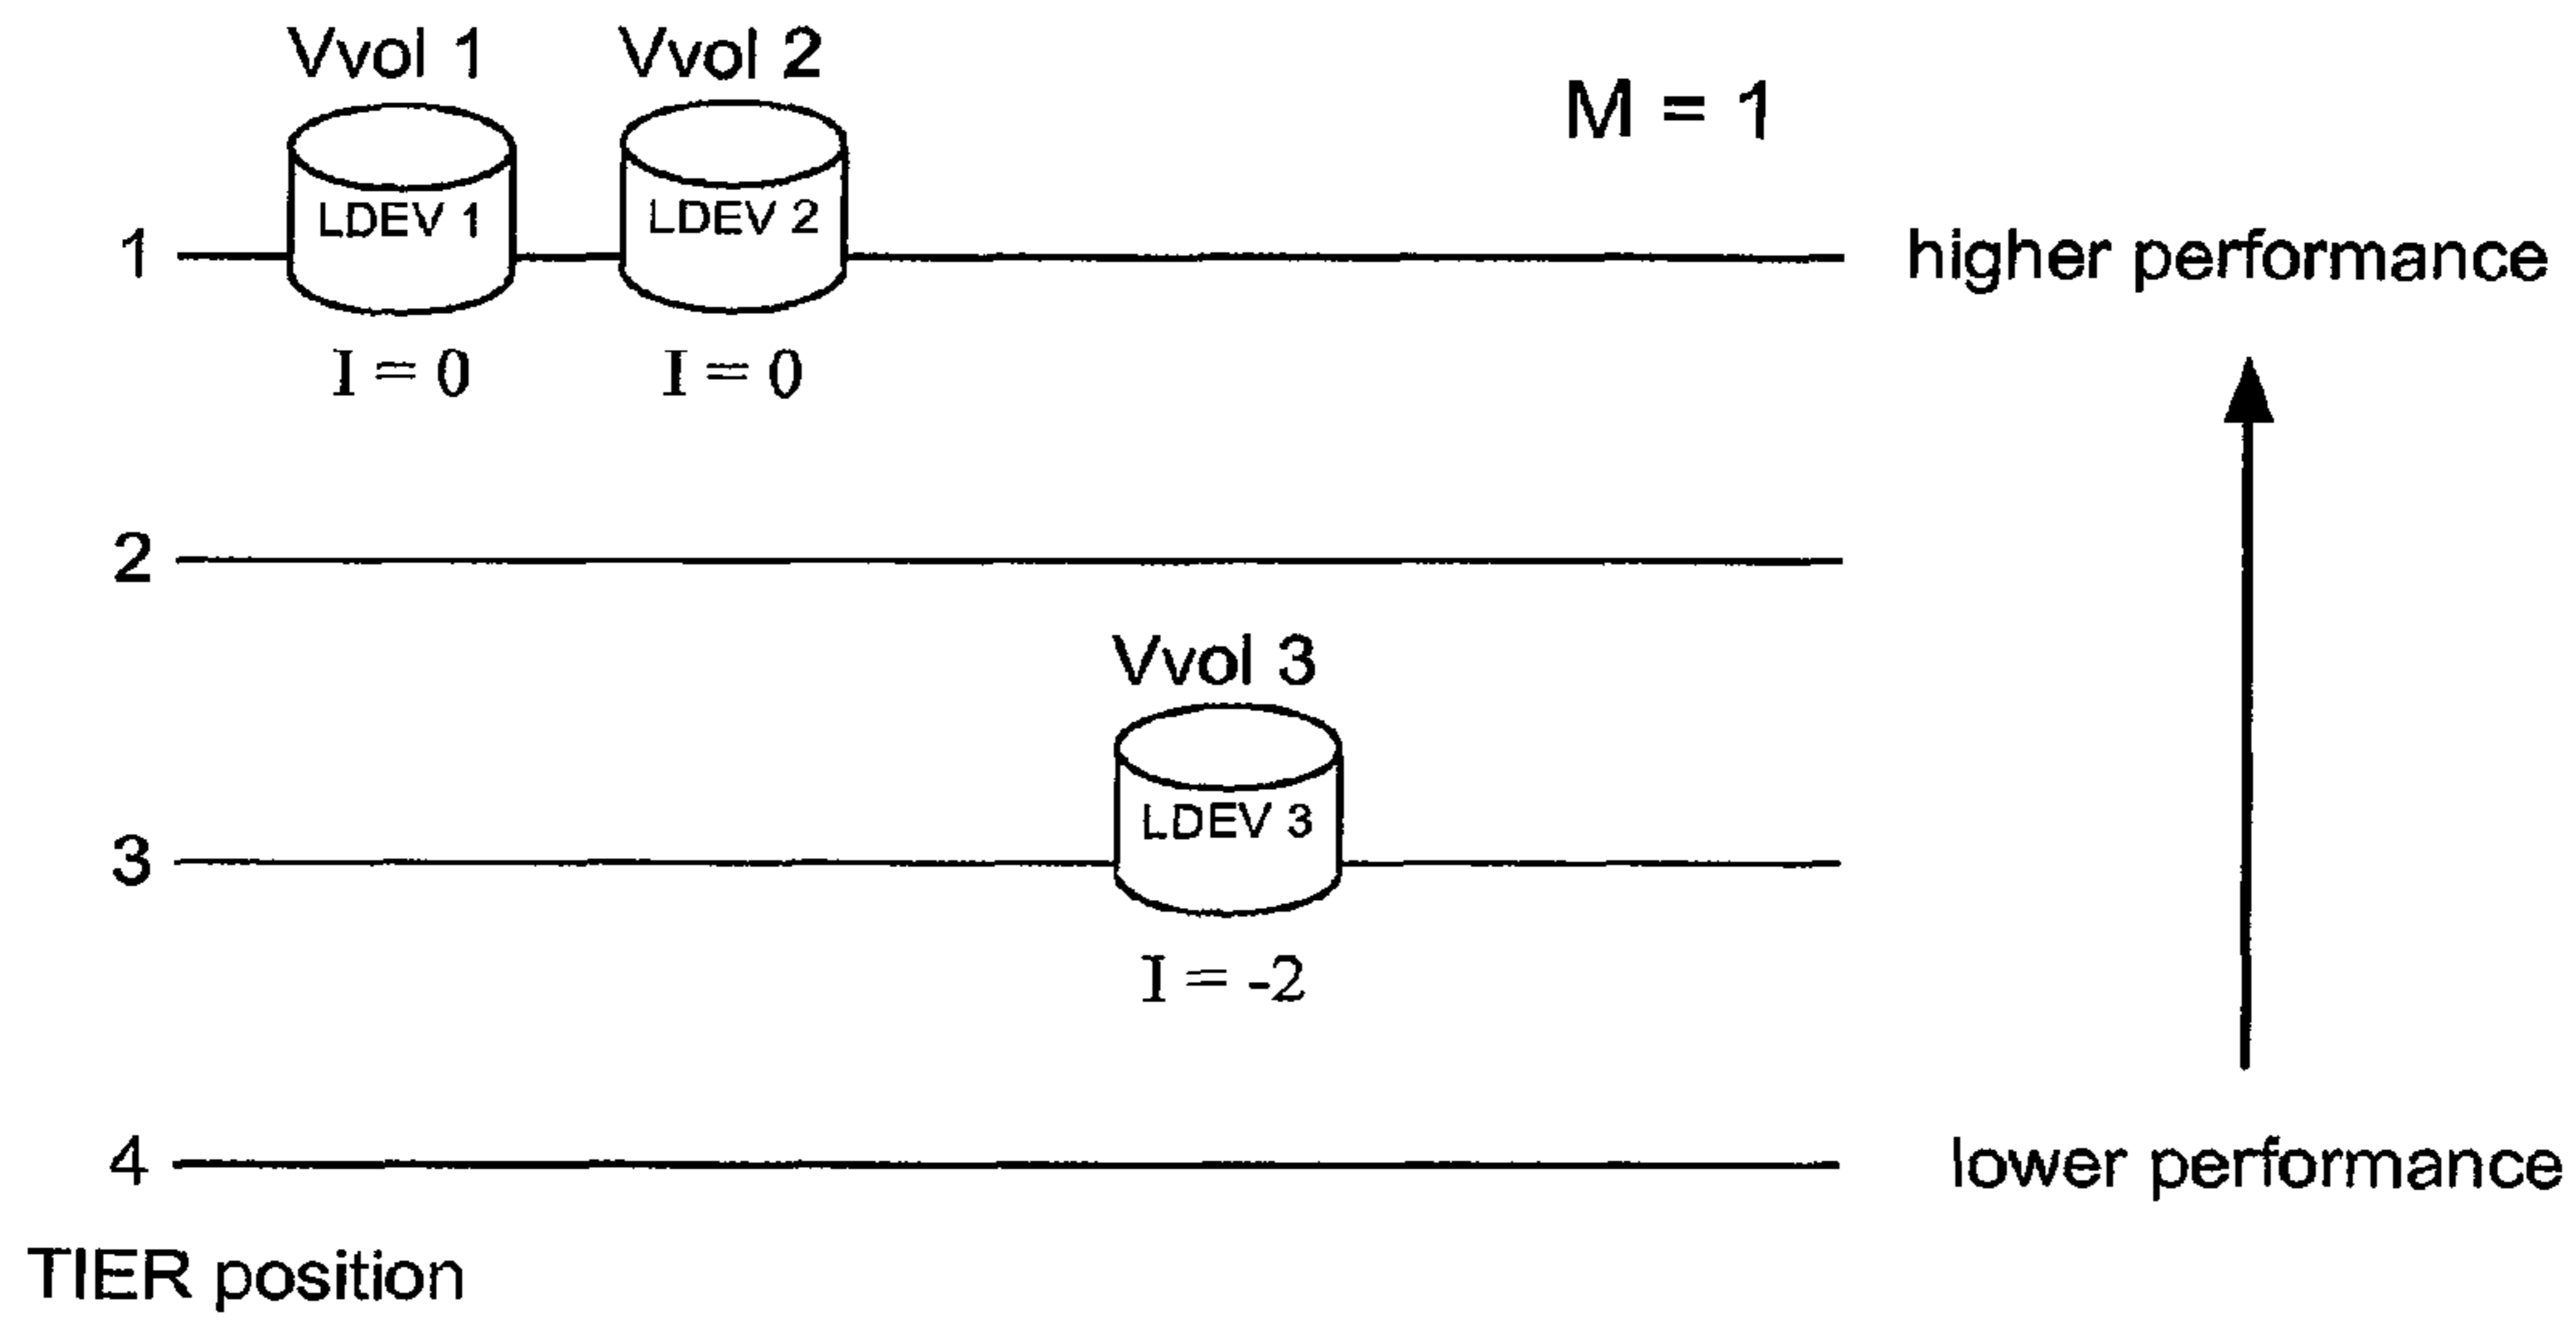 Vvol 1 Vvol 2
M = 1
LDEV 1 LDEV 2
1 higher performance
I = 0 I = 0
2
Vvol 3
LDEV 3
3
I = -2
4 lower performance
TIER position